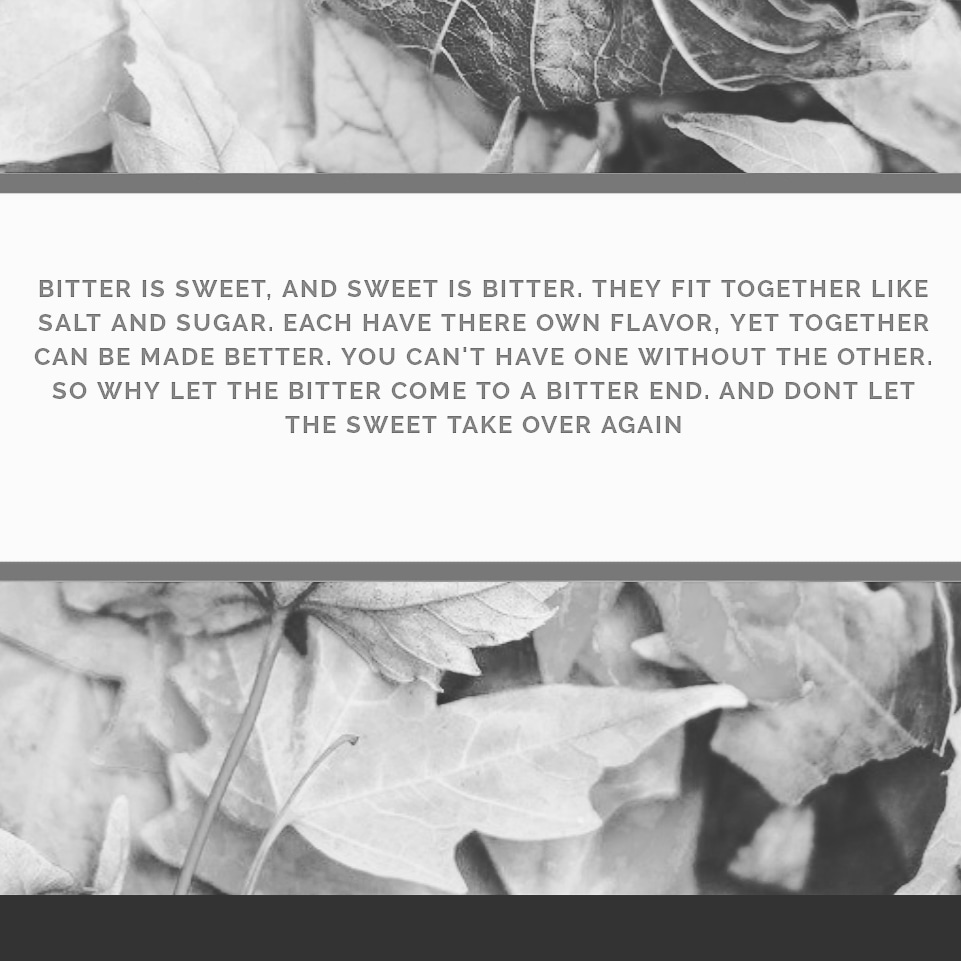 BITTER IS SWEET, AND SWEET IS BITTER. THEY FIT TOGETHER LIKE
SALT AND SUGAR. EACH HAVE THERE OWN FLAVOR, YET TOGETHER
CAN BE MADE BETTER. YOU CAN'T HAVE ONE WITHOUT THE OTHER.
SO WHY LET THE BITTER COME TO A BITTER END. AND DONT LET
THE SWEET TAKE OVER AGAIN